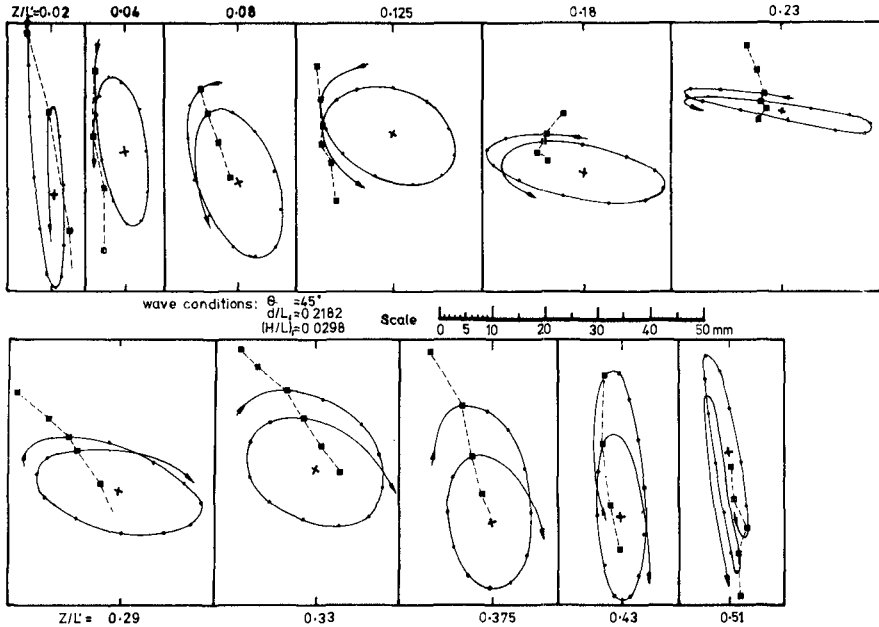 Z/L'=0·02 0·04 0·08 0·125 0·18 0·23
wave conditions: θ =45°
d/L₁=0·2182
(H/L)₁=0·0298
Scale
0 5 10 20 30 40 50 mm
Z/L'= 0·29 0·33 0·375 0·43 0·51